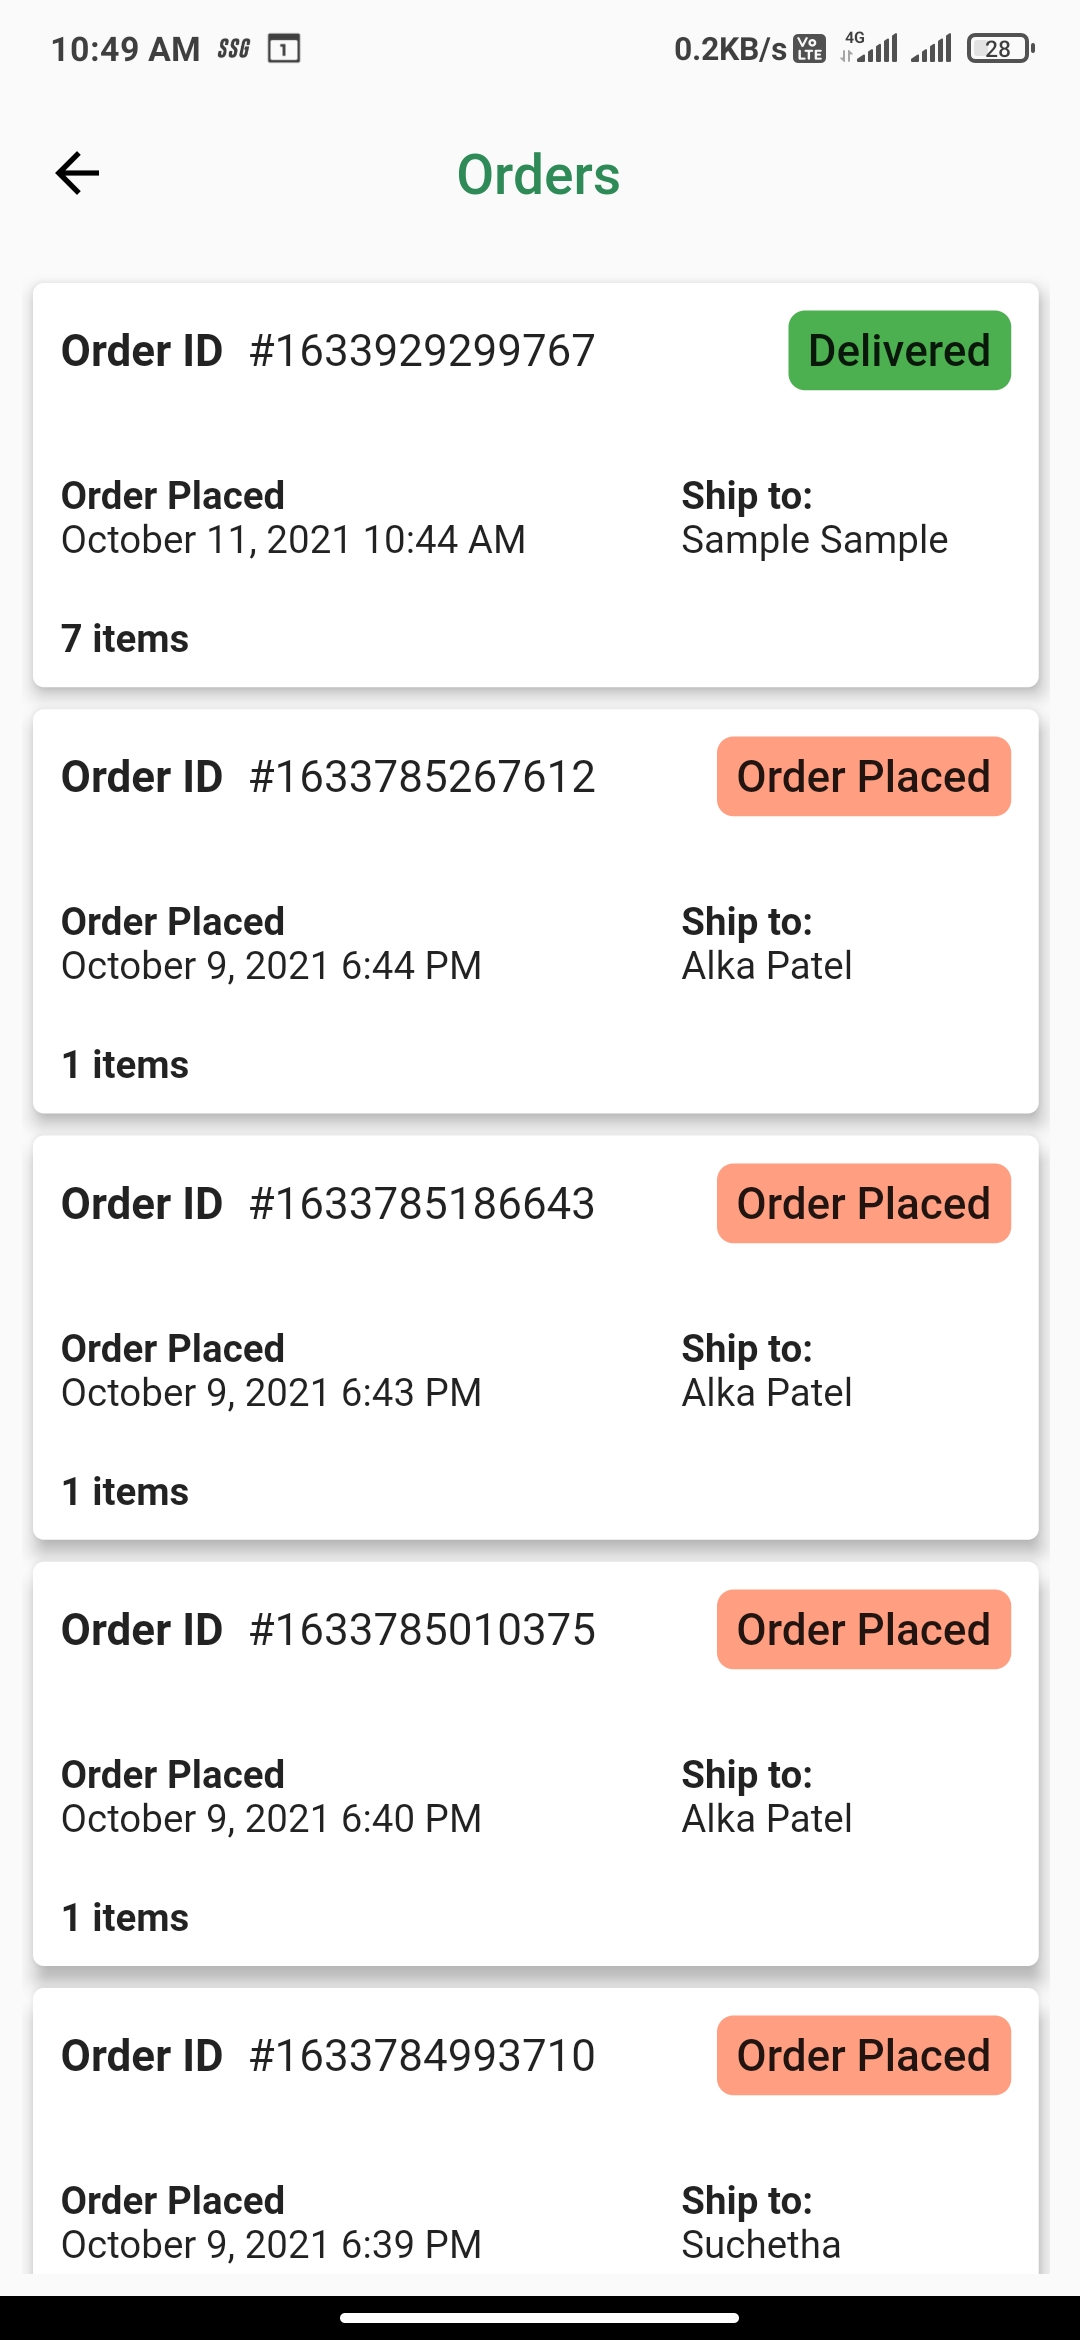 10:49 AM SSG 1 0.2KB/s Vo LTE 4G 28
Orders
Order ID #1633929299767 Delivered
Order Placed Ship to:
October 11, 2021 10:44 AM Sample Sample
7 items
Order ID #1633785267612 Order Placed
Order Placed Ship to:
October 9, 2021 6:44 PM Alka Patel
1 items
Order ID #1633785186643 Order Placed
Order Placed Ship to:
October 9, 2021 6:43 PM Alka Patel
1 items
Order ID #1633785010375 Order Placed
Order Placed Ship to:
October 9, 2021 6:40 PM Alka Patel
1 items
Order ID #1633784993710 Order Placed
Order Placed Ship to:
October 9, 2021 6:39 PM Suchetha